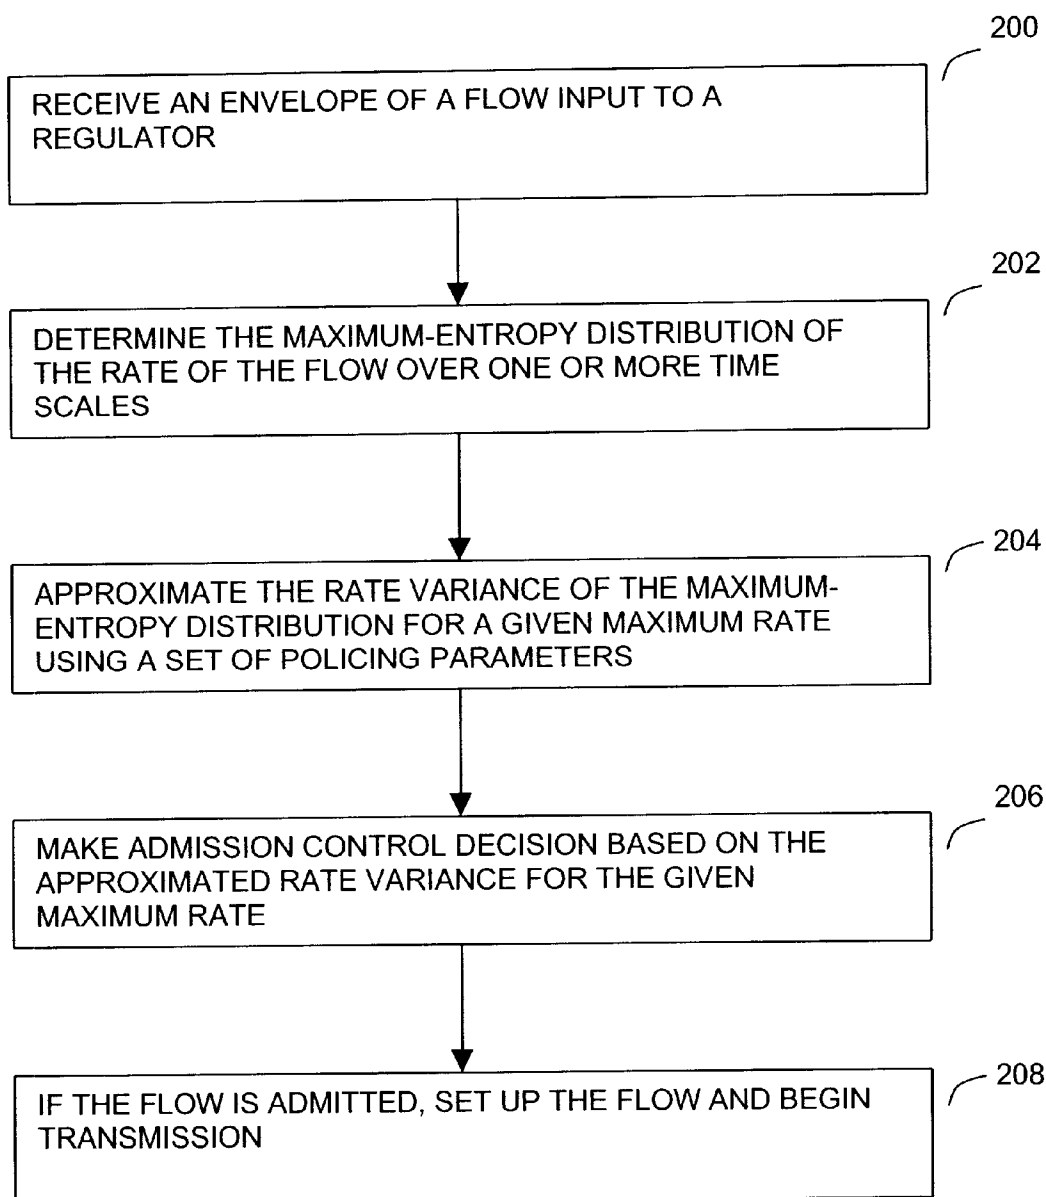 200
RECEIVE AN ENVELOPE OF A FLOW INPUT TO A
REGULATOR
202
DETERMINE THE MAXIMUM-ENTROPY DISTRIBUTION OF
THE RATE OF THE FLOW OVER ONE OR MORE TIME
SCALES
204
APPROXIMATE THE RATE VARIANCE OF THE MAXIMUM-
ENTROPY DISTRIBUTION FOR A GIVEN MAXIMUM RATE
USING A SET OF POLICING PARAMETERS
206
MAKE ADMISSION CONTROL DECISION BASED ON THE
APPROXIMATED RATE VARIANCE FOR THE GIVEN
MAXIMUM RATE
208
IF THE FLOW IS ADMITTED, SET UP THE FLOW AND BEGIN
TRANSMISSION